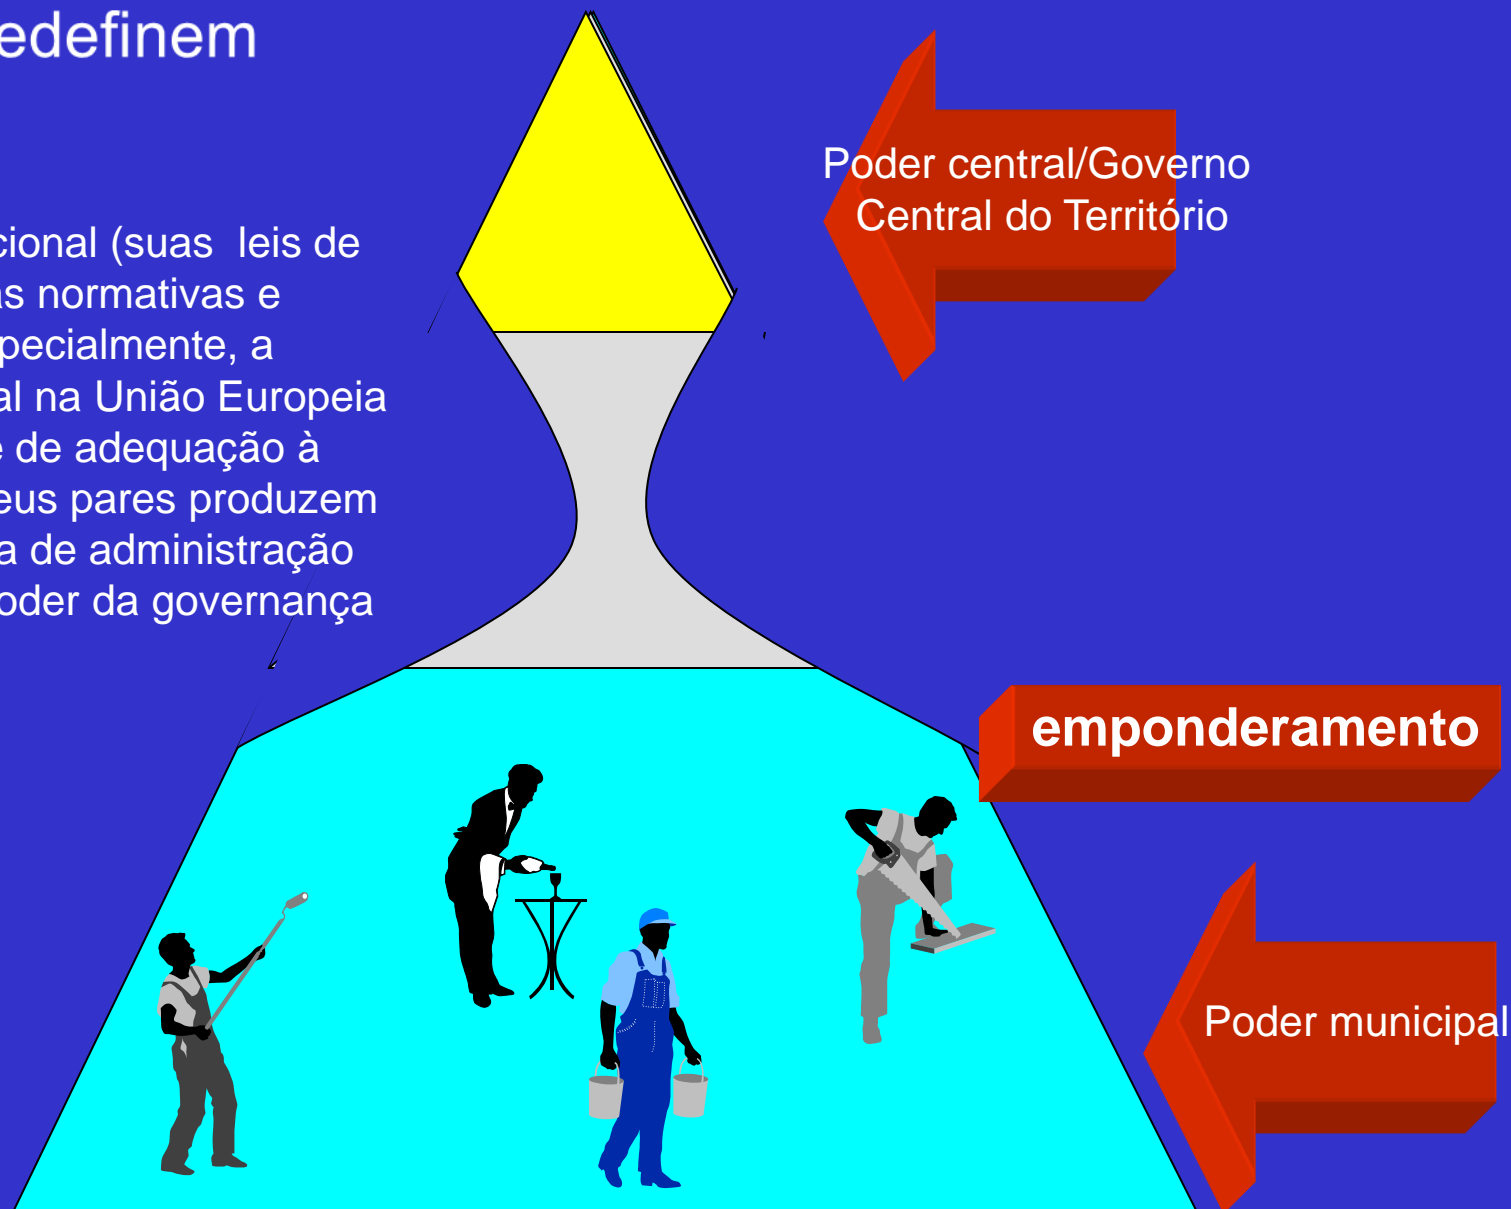 edefinem
Poder central/Governo
Central do Território
cional (suas leis de
as normativas e
specialmente, a
al na União Europeia
e de adequação à
eus pares produzem
a de administração
oder da governança
emponderamento
Poder municipal